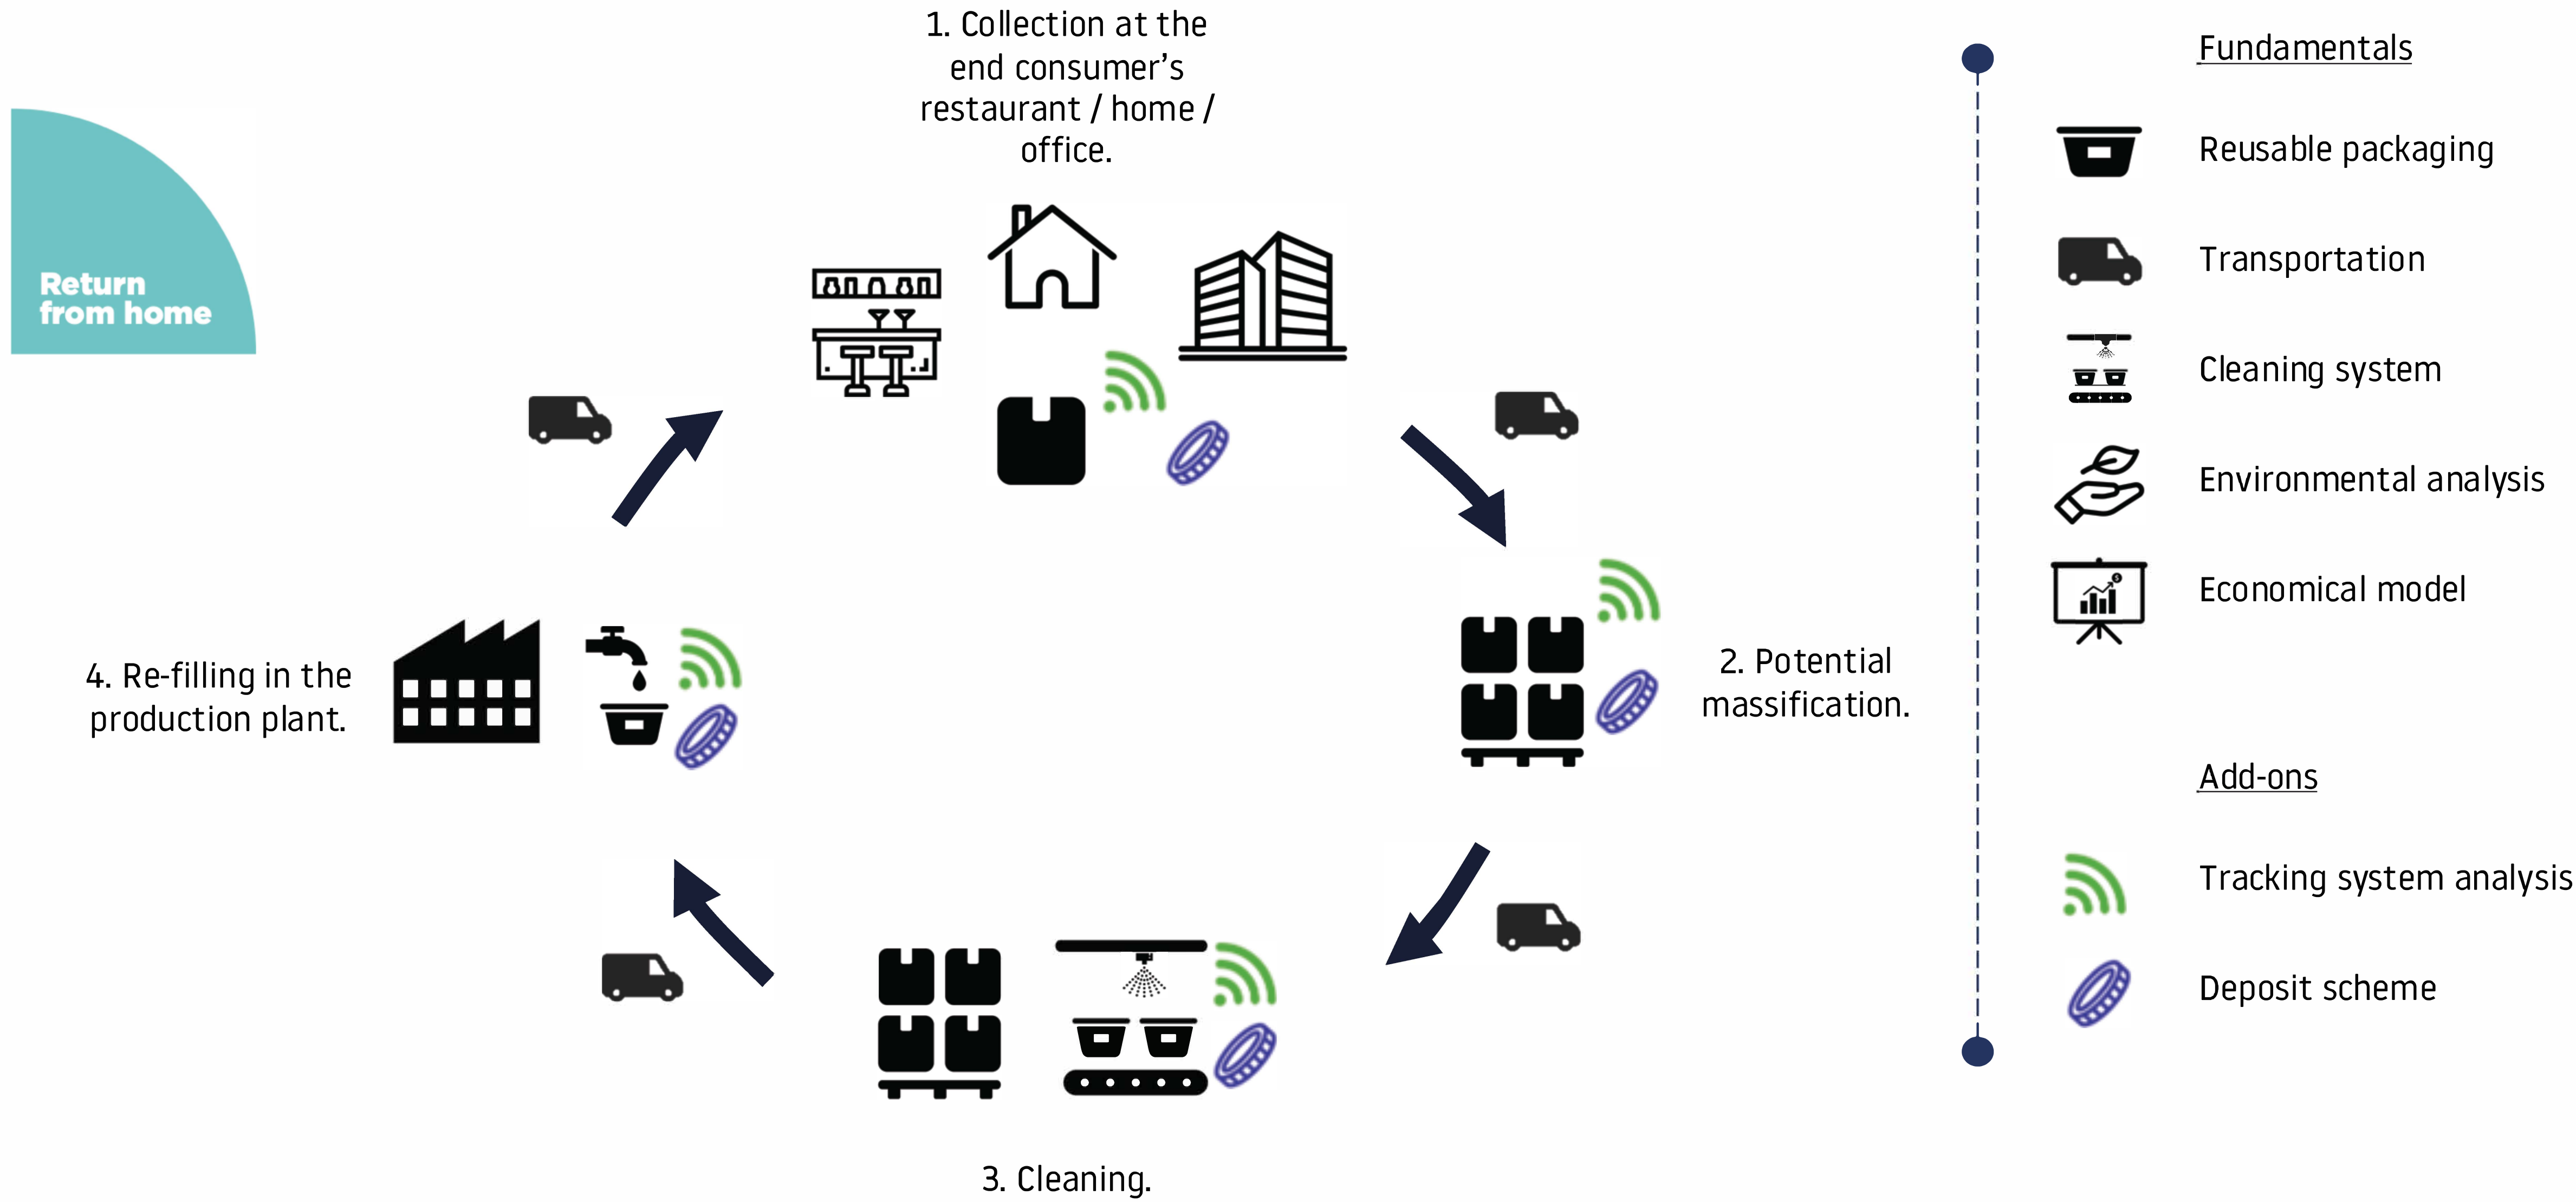 1. Collection at the
end consumer’s
restaurant / home /
office.
Return
from home
2. Potential
massification.
3. Cleaning.
4. Re-filling in the
production plant.
Fundamentals
Reusable packaging
Transportation
Cleaning system
Environmental analysis
Economical model
Add-ons
Tracking system analysis
Deposit scheme